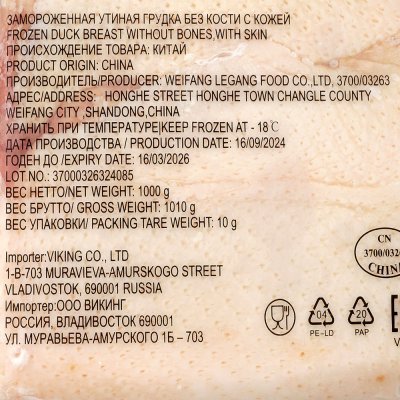 ЗАМОРОЖЕННАЯ УТИНАЯ ГРУДКА БЕЗ КОСТИ С КОЖЕЙ
FROZEN DUCK BREAST WITHOUT BONES,WITH SKIN
ПРОИСХОЖДЕНИЕ ТОВАРА: КИТАЙ
PRODUCT ORIGIN: CHINA
ПРОИЗВОДИТЕЛЬ/PRODUCER: WEIFANG LEGANG FOOD CO.,LTD, 3700/03263
АДРЕС/ADDRESS: HONGHE STREET HONGHE TOWN CHANGLE COUNTY
WEIFANG CITY ,SHANDONG,CHINA
ХРАНИТЬ ПРИ ТЕМПЕРАТУРЕ|KEEP FROZEN AT - 18℃
ДАТА ПРОИЗВОДСТВА / PRODUCTION DATE: 16/09/2024
ГОДЕН ДО /EXPIRY DATE: 16/03/2026
LOT NO.: 37000326324085
ВЕС НЕТТО/NET WEIGHT: 1000 g
ВЕС БРУТТО/ GROSS WEIGHT: 1010 g
ВЕС УПАКОВКИ/ PACKING TARE WEIGHT: 10 g
Importer:VIKING CO., LTD
1-B-703 MURAVIEVA-AMURSKOGO STREET
VLADIVOSTOK, 690001 RUSSIA
Импортер:ООО ВИКИНГ
РОССИЯ, ВЛАДИВОСТОК 690001
УЛ. МУРАВЬЕВА-АМУРСКОГО 1Б – 703
CN
3700/0326
CHINA
04
PE-LD
20
PAP